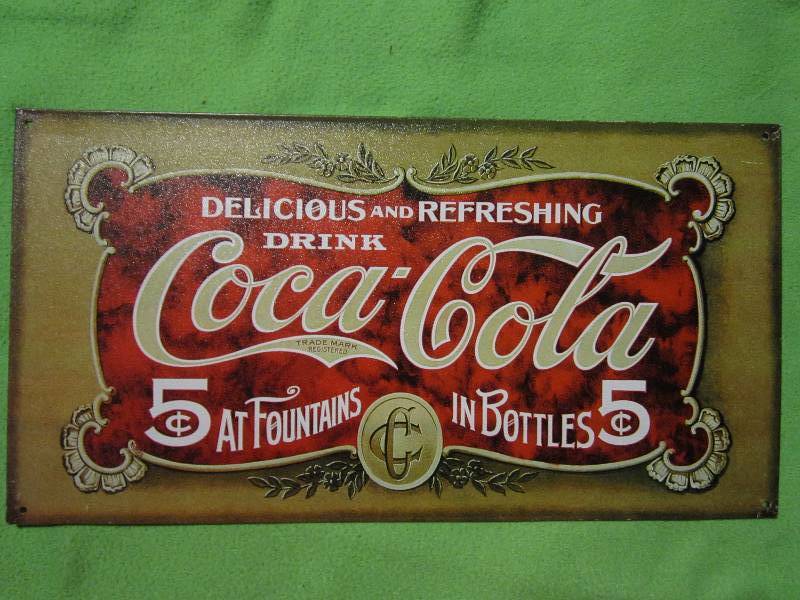 DELICIOUS AND REFRESHING
DRINK
Coca-Cola
TRADE MARK
REGISTERED
5¢ AT FOUNTAINS IN BOTTLES 5¢
CC